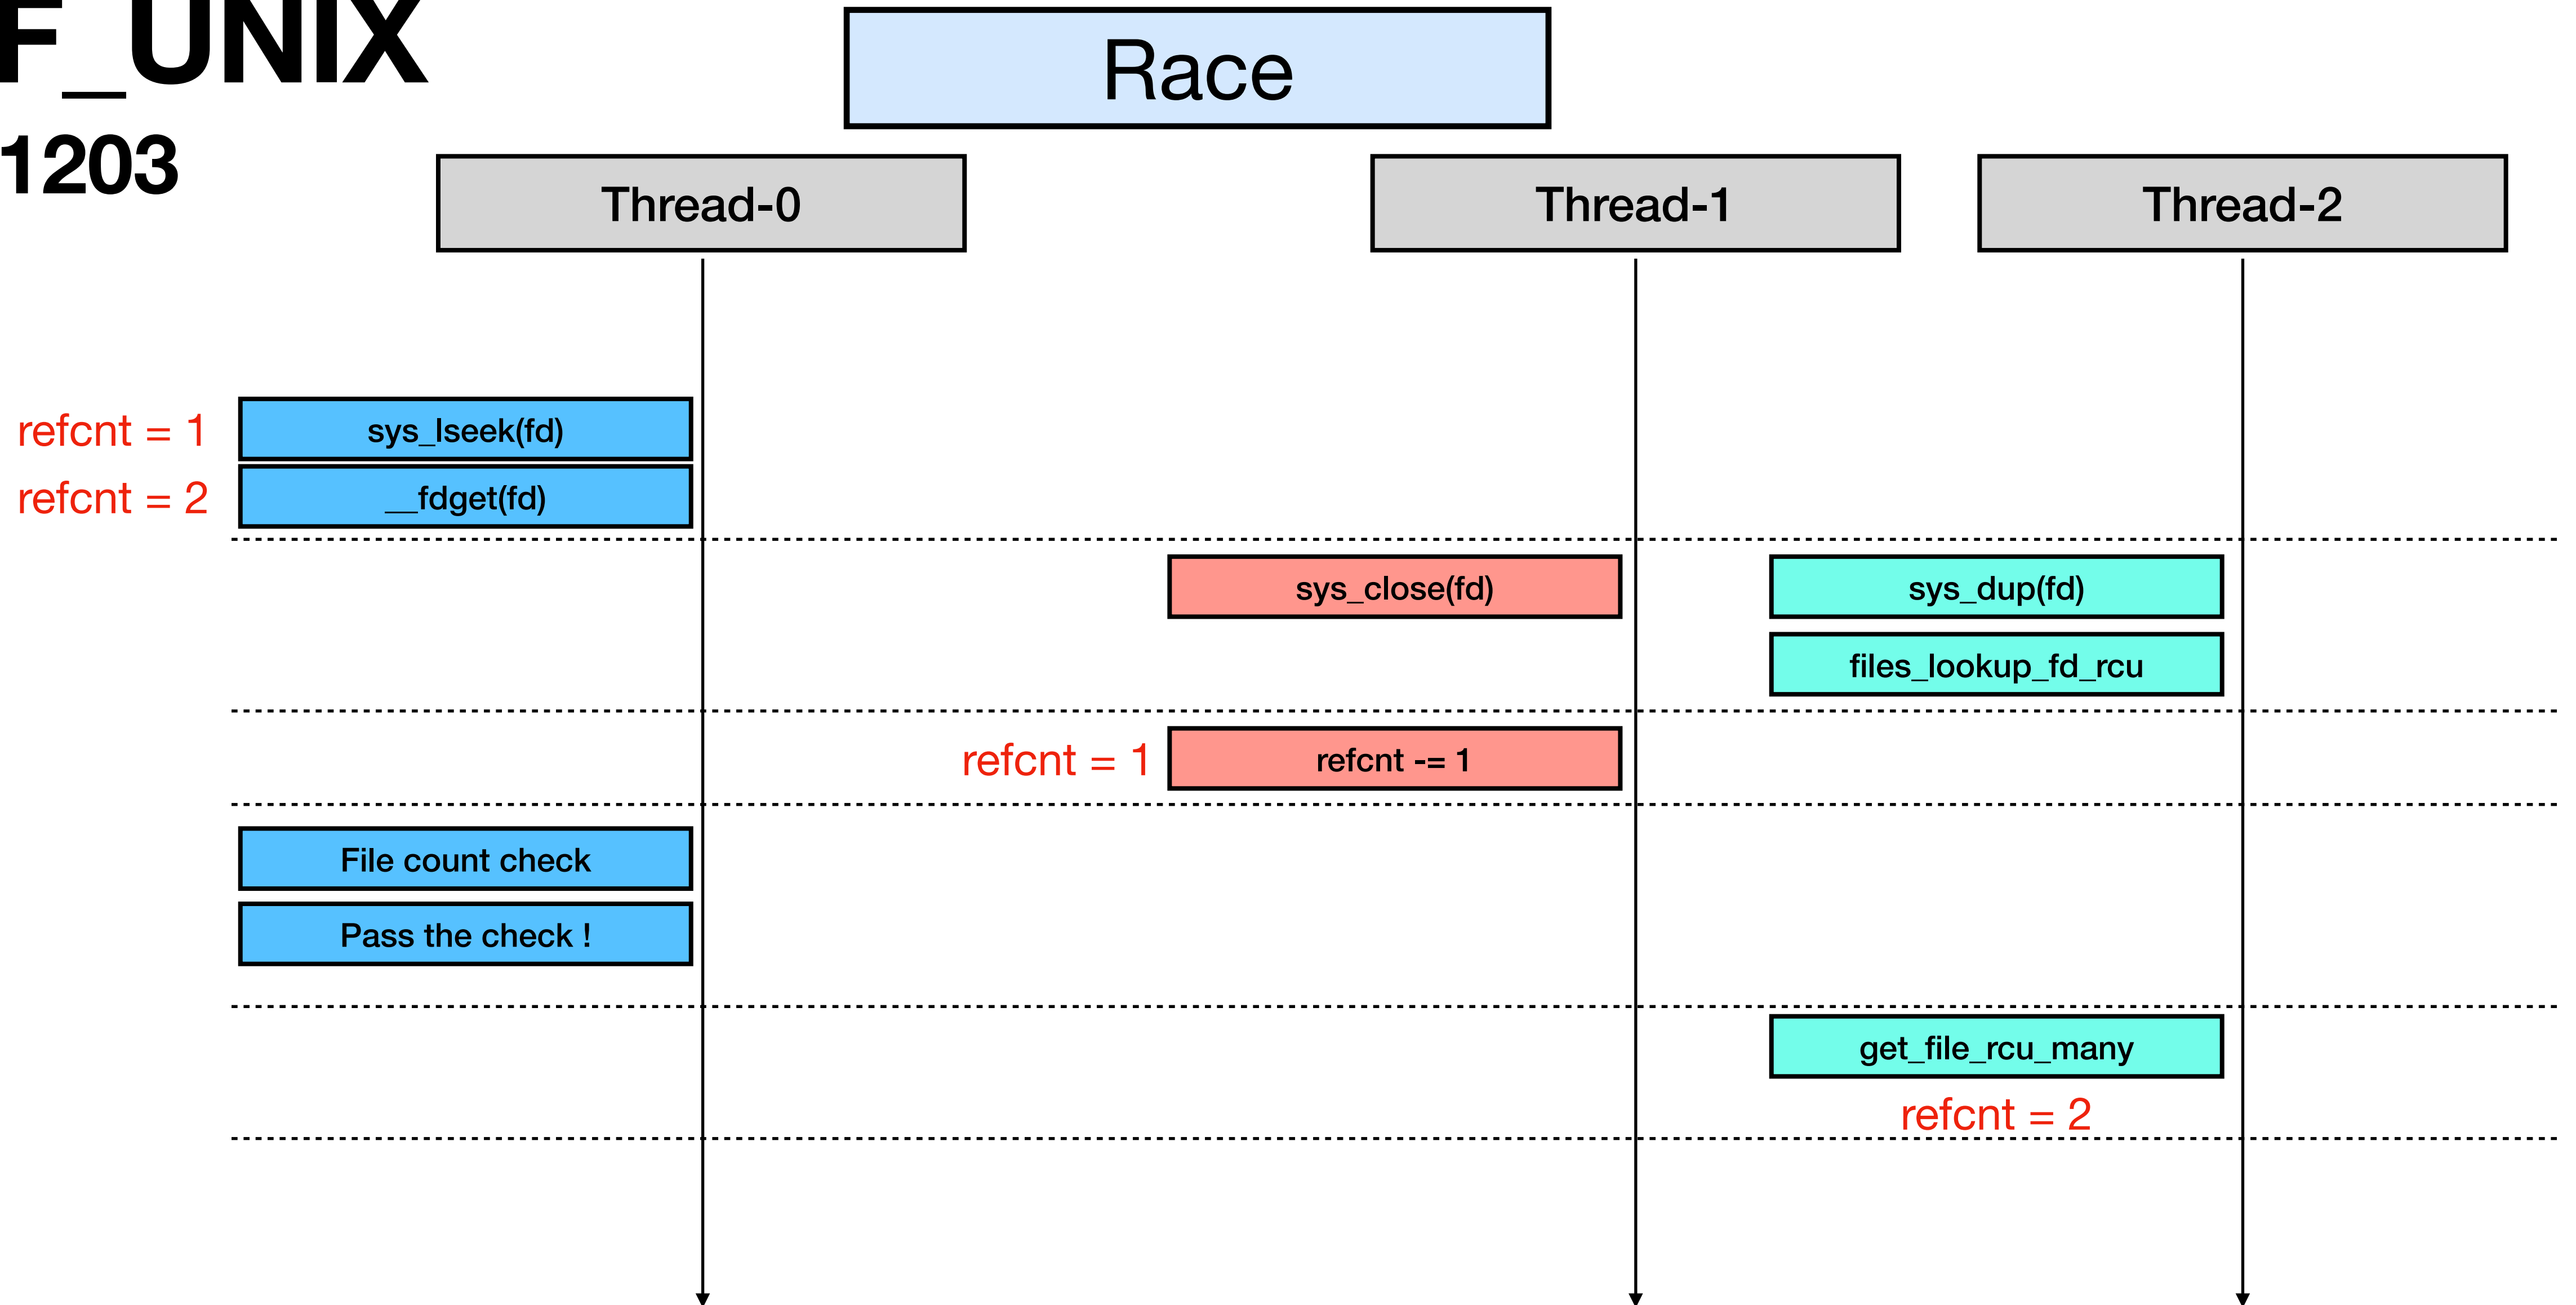 F_UNIX
1203
Race
Thread-0
Thread-1
Thread-2
refcnt = 1
sys_lseek(fd)
refcnt = 2
__fdget(fd)
sys_close(fd)
sys_dup(fd)
files_lookup_fd_rcu
refcnt = 1
refcnt -= 1
File count check
Pass the check !
get_file_rcu_many
refcnt = 2